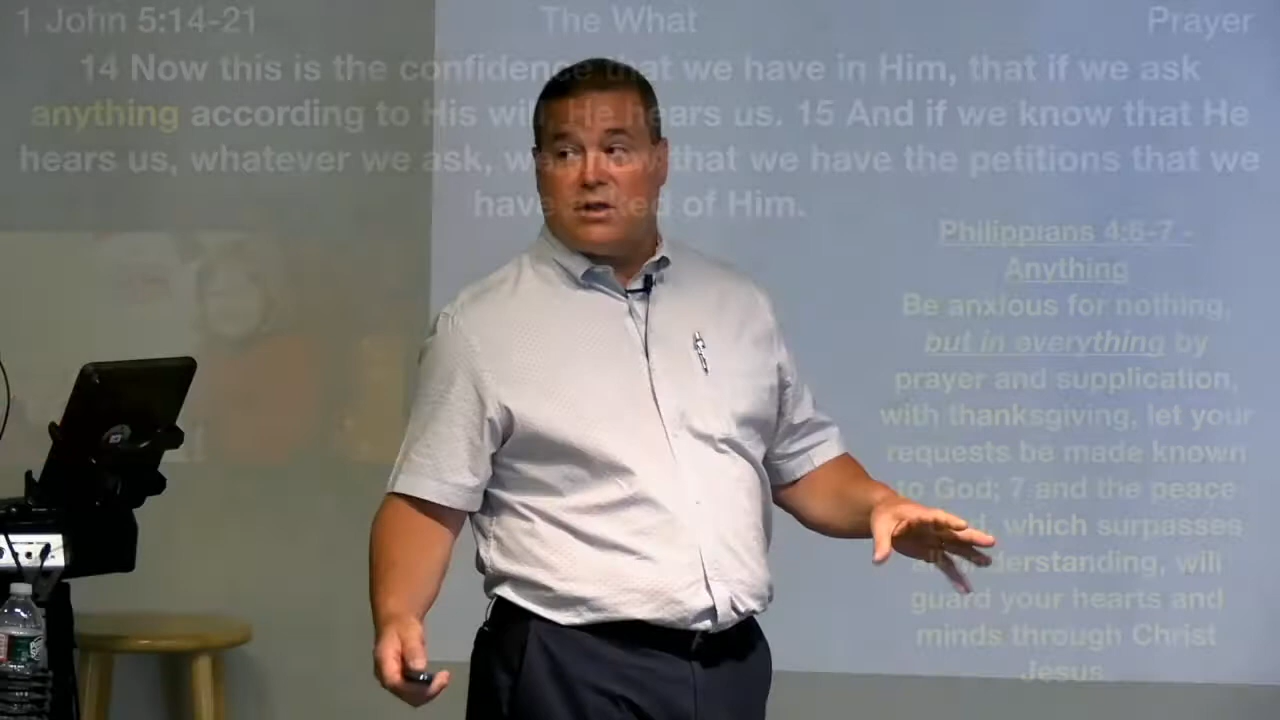 1 John 5:14-21
The What
Prayer
14 Now this is the confidence that we have in Him, that if we ask
anything according to His will, He hears us. 15 And if we know that He
hears us, whatever we ask, we that we have the petitions that we
have asked of Him.
Philippians 4:6-7 -
Anything
Be anxious for nothing,
but in everything by
prayer and supplication,
with thanksgiving, let your
requests be made known
to God; 7 and the peace
which surpasses
all understanding, will
guard your hearts and
minds through Christ
Jesus